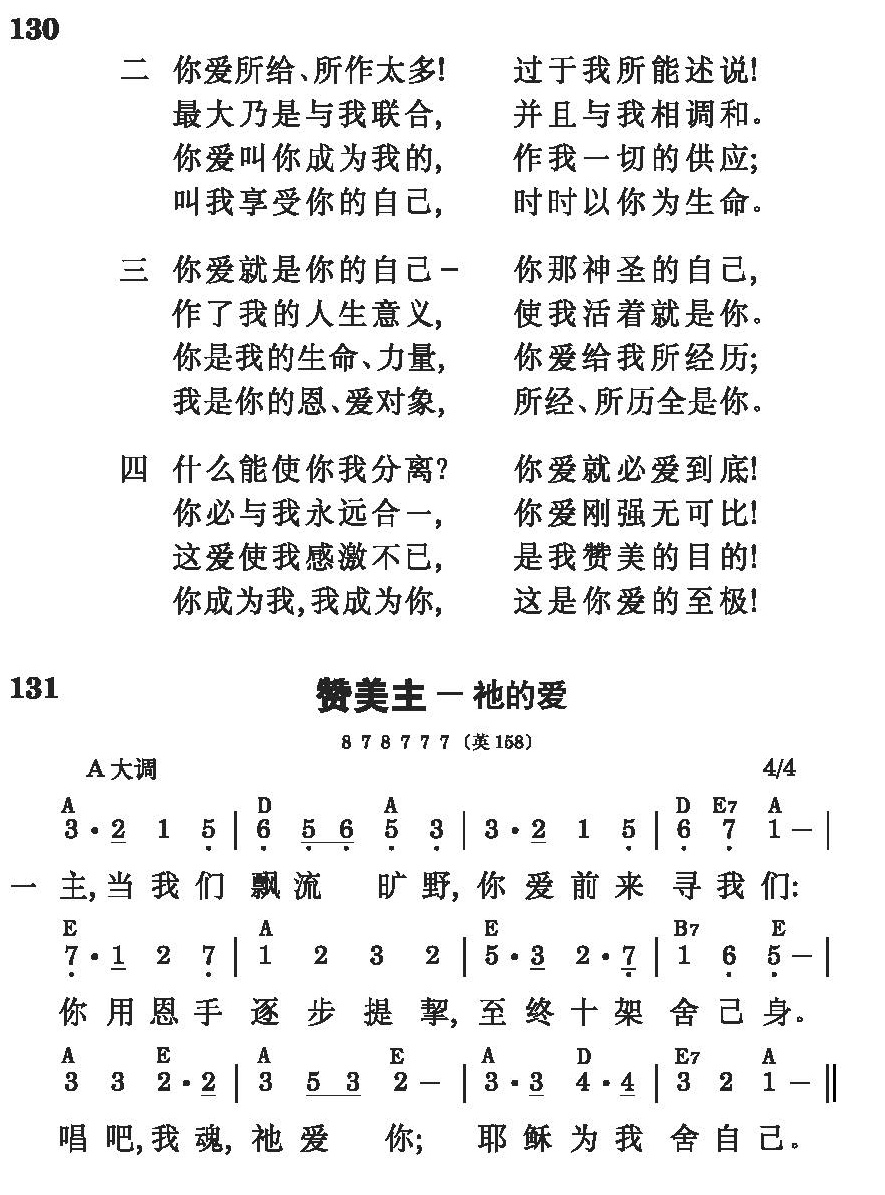 130
二 你爱所给、所作太多! 过于我所能述说!
最大乃是与我联合, 并且与我相调和。
你爱叫你成为我的, 作我一切的供应;
叫我享受你的自己, 时时以你为生命。
三 你爱就是你的自己－ 你那神圣的自己,
作了我的人生意义, 使我活着就是你。
你是我的生命、力量, 你爱给我所经历;
我是你的恩、爱对象, 所经、所历全是你。
四 什么能使你我分离? 你爱就必爱到底!
你必与我永远合一, 你爱刚强无可比!
这爱使我感激不已, 是我赞美的目的!
你成为我,我成为你, 这是你爱的至极!
131 赞美主－祂的爱
8 7 8 7 7 7 (英158)
A大调 4/4
A D A D E7 A
3·2 1 5 | 6 5 6 5 3 | 3·2 1 5 | 6 7 1－|
一 主,当我们飘流 旷野,你爱前来寻我们:
E A E B7 E
7·1 2 7 | 1 2 3 2 | 5·3 2·7 | 1 6 5－|
你用恩手逐步提挈,至终十架舍己身。
A E A E A D E7 A
3 3 2·2 | 3 5 3 2－| 3·3 4·4 | 3 2 1－‖
唱吧,我魂,祂爱 你; 耶稣为我舍自己。